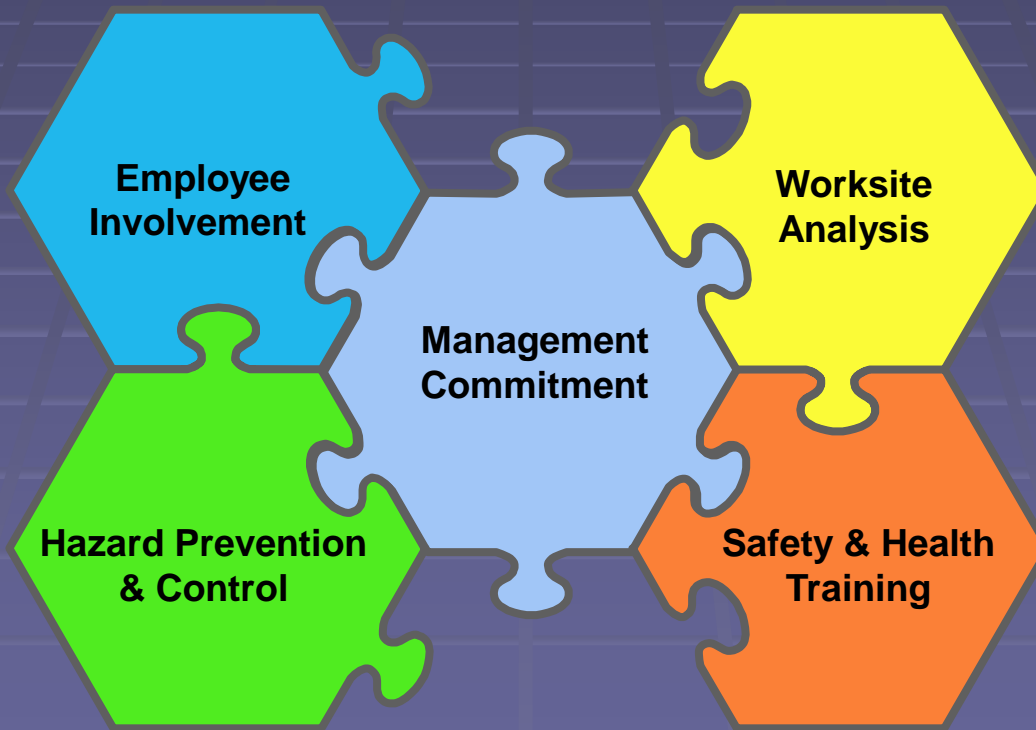 Employee
Involvement
Worksite
Analysis
Management
Commitment
Hazard Prevention
& Control
Safety & Health
Training